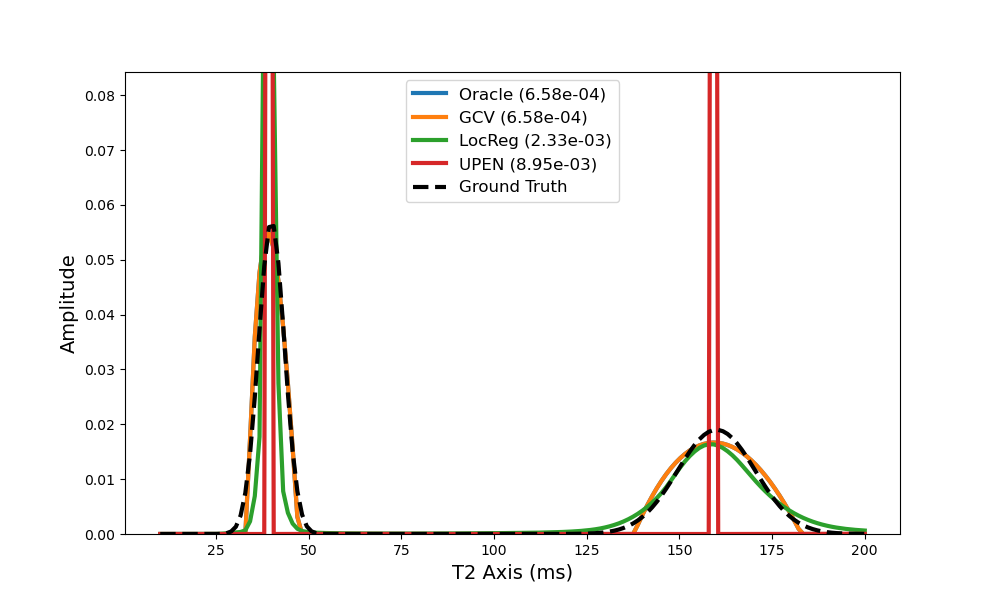 Oracle (6.58e-04)
GCV (6.58e-04)
LocReg (2.33e-03)
UPEN (8.95e-03)
Ground Truth
Amplitude
0.08
0.07
0.06
0.05
0.04
0.03
0.02
0.01
0.00
25 50 75 100 125 150 175 200
T2 Axis (ms)